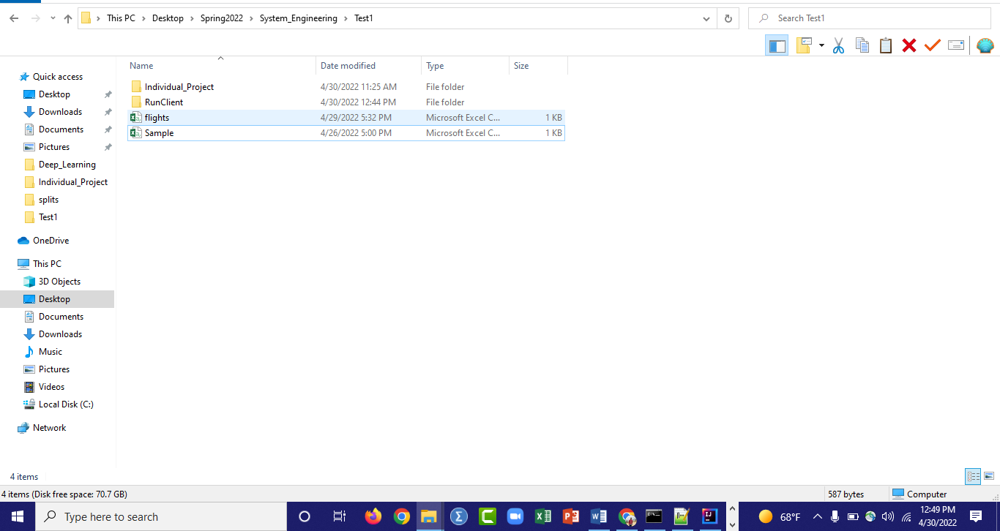 This PC > Desktop > Spring2022 > System_Engineering > Test1
Search Test1
Name Date modified Type Size
Individual_Project 4/30/2022 11:25 AM File folder
RunClient 4/30/2022 12:44 PM File folder
flights 4/29/2022 5:32 PM Microsoft Excel C... 1 KB
Sample 4/26/2022 5:00 PM Microsoft Excel C... 1 KB
Quick access
Desktop
Downloads
Documents
Pictures
Deep_Learning
Individual_Project
splits
Test1
OneDrive
This PC
3D Objects
Desktop
Documents
Downloads
Music
Pictures
Videos
Local Disk (C:)
Network
4 items
4 items (Disk free space: 70.7 GB) 587 bytes Computer
Type here to search
68°F
12:49 PM
4/30/2022